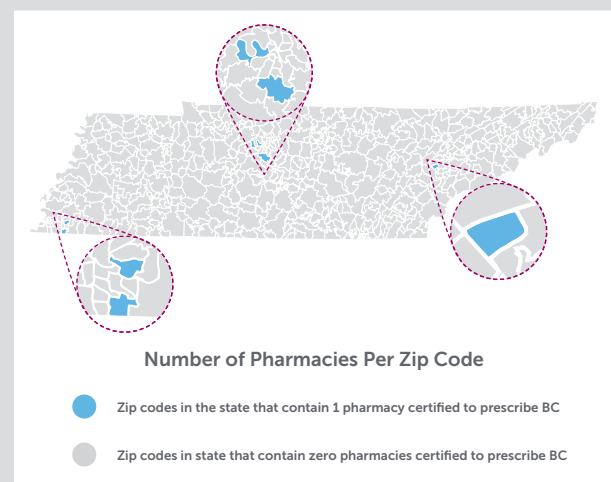 Number of Pharmacies Per Zip Code
Zip codes in the state that contain 1 pharmacy certified to prescribe BC
Zip codes in state that contain zero pharmacies certified to prescribe BC